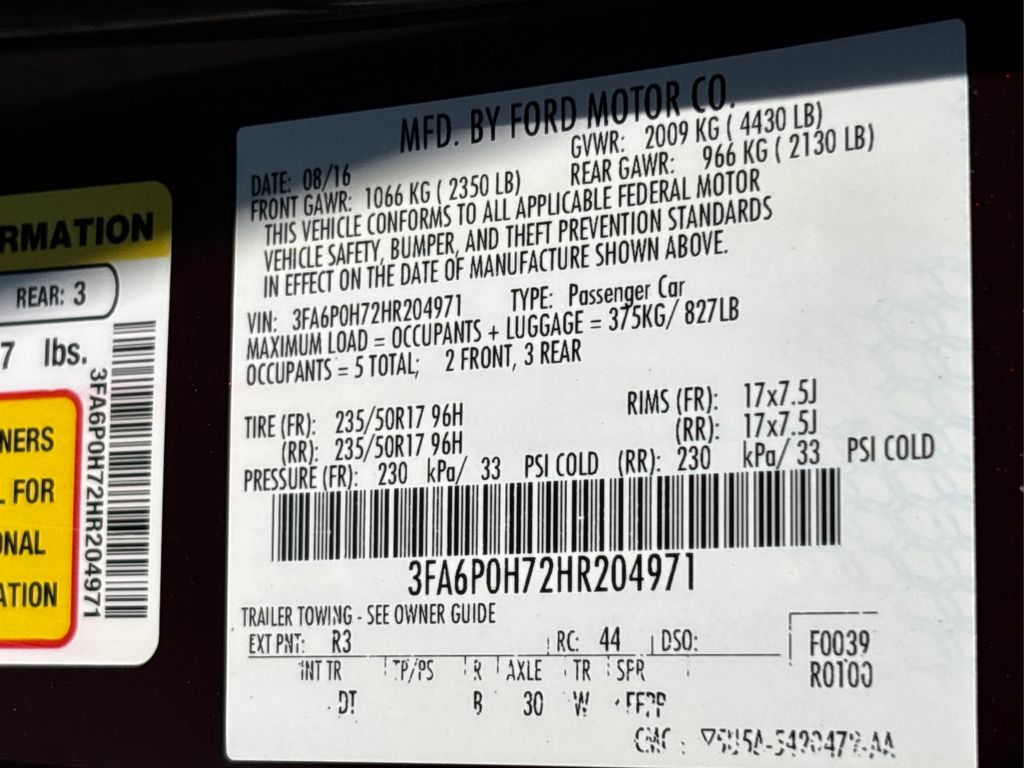 RMATION
REAR: 3
7 lbs.
NERS
L FOR
ONAL
ATION
3FA6P0H72HR204971
MFD. BY FORD MOTOR CO.
DATE: 08/16 GVWR: 2009 KG ( 4430 LB)
FRONT GAWR: 1066 KG ( 2350 LB) REAR GAWR: 966 KG ( 2130 LB)
THIS VEHICLE CONFORMS TO ALL APPLICABLE FEDERAL MOTOR
VEHICLE SAFETY, BUMPER, AND THEFT PREVENTION STANDARDS
IN EFFECT ON THE DATE OF MANUFACTURE SHOWN ABOVE.
VIN: 3FA6P0H72HR204971 TYPE: Passenger Car
MAXIMUM LOAD = OCCUPANTS + LUGGAGE = 375KG/ 827LB
OCCUPANTS = 5 TOTAL; 2 FRONT, 3 REAR
TIRE (FR): 235/50R17 96H RIMS (FR): 17x7.5J
(RR): 235/50R17 96H (RR): 17x7.5J
PRESSURE (FR): 230 kPa/ 33 PSI COLD (RR): 230 kPa/ 33 PSI COLD
3FA6P0H72HR204971
TRAILER TOWING - SEE OWNER GUIDE
EXT PNT: R3 RC: 44 DSO: F0039
INT TR TP/PS R AXLE TR SPR R0100
DT B 30 W